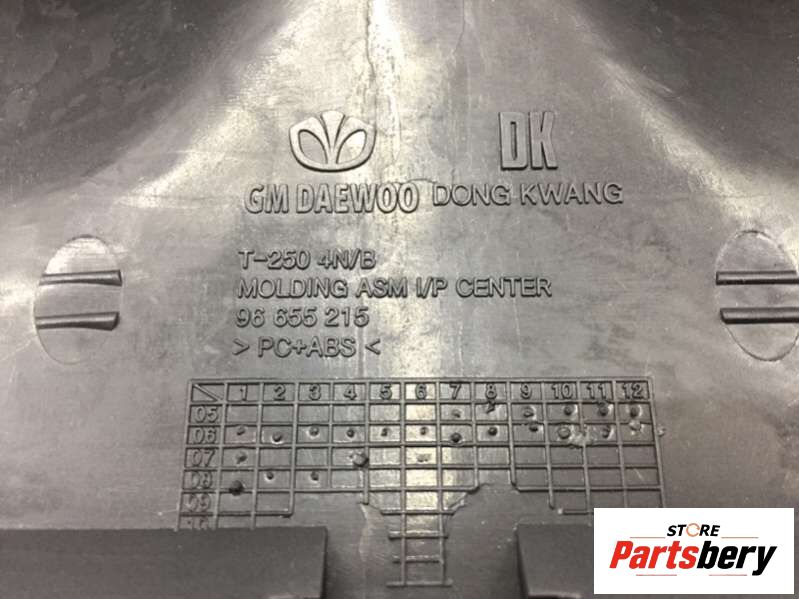 DK
GM DAEWOO DONG KWANG
T-250 4N/B
MOLDING ASM I/P CENTER
96 655 215
> PC+ABS <
1 2 3 4 5 6 7 8 9 10 11 12
05
06
07
08
09
STORE
Partsbery